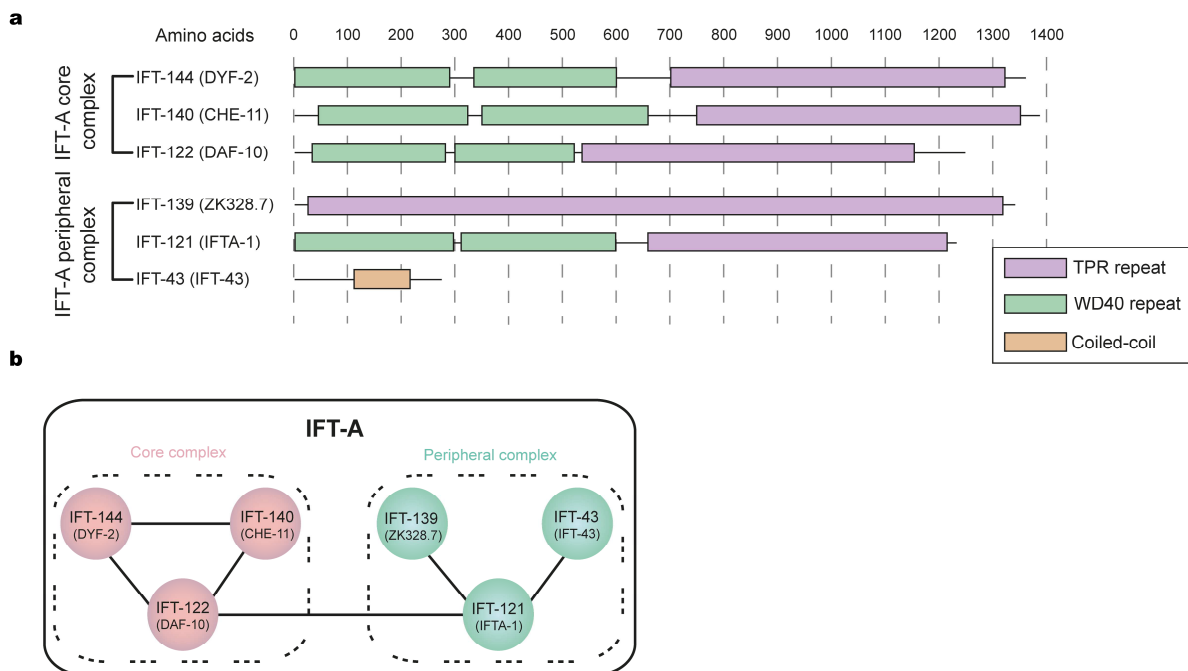 a
Amino acids 0 100 200 300 400 500 600 700 800 900 1000 1100 1200 1300 1400
IFT-A core
complex
IFT-144 (DYF-2)
IFT-140 (CHE-11)
IFT-122 (DAF-10)
IFT-A peripheral
complex
IFT-139 (ZK328.7)
IFT-121 (IFTA-1)
IFT-43 (IFT-43)
TPR repeat
WD40 repeat
Coiled-coil
b
IFT-A
Core complex
Peripheral complex
IFT-144
(DYF-2)
IFT-140
(CHE-11)
IFT-139
(ZK328.7)
IFT-43
(IFT-43)
IFT-122
(DAF-10)
IFT-121
(IFTA-1)